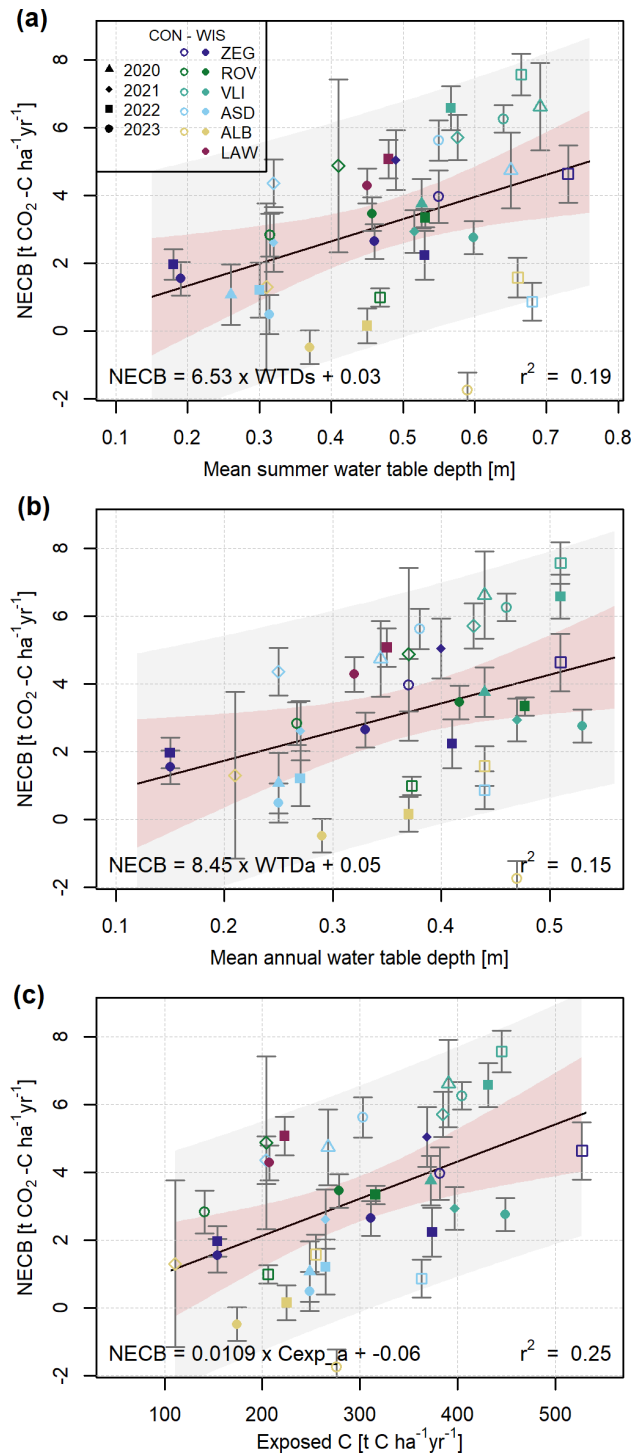 (a)
CON - WIS
2020
2021
2022
2023
ZEG
ROV
VLI
ASD
ALB
LAW
8
6
4
2
0
-2
NECB [t CO₂ -C ha⁻¹yr⁻¹]
NECB = 6.53 x WTDs + 0.03
r² = 0.19
0.1 0.2 0.3 0.4 0.5 0.6 0.7 0.8
Mean summer water table depth [m]
(b)
8
6
4
2
0
-2
NECB [t CO₂ -C ha⁻¹yr⁻¹]
NECB = 8.45 x WTDa + 0.05
r² = 0.15
0.1 0.2 0.3 0.4 0.5
Mean annual water table depth [m]
(c)
8
6
4
2
0
-2
NECB [t CO₂ -C ha⁻¹yr⁻¹]
NECB = 0.0109 x Cexp_a + -0.06
r² = 0.25
100 200 300 400 500
Exposed C [t C ha⁻¹yr⁻¹]